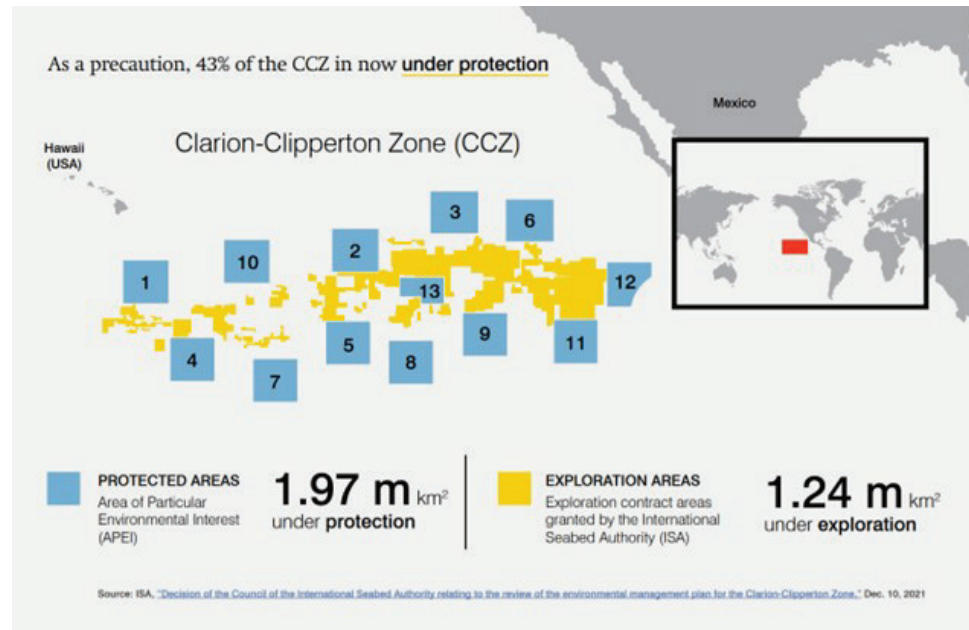 As a precaution, 43% of the CCZ in now under protection
Mexico
Clarion-Clipperton Zone (CCZ)
Hawaii
(USA)
3
6
2
10
1
13
12
5
9
11
4
8
7
PROTECTED AREAS
Area of Particular
Environmental Interest
(APEI)
1.97 m km²
under protection
EXPLORATION AREAS
Exploration contract areas
granted by the International
Seabed Authority (ISA)
1.24 m km²
under exploration
Source: ISA, "Decision of the Council of the International Seabed Authority relating to the review of the environmental management plan for the Clarion-Clipperton Zone," Dec. 10, 2021